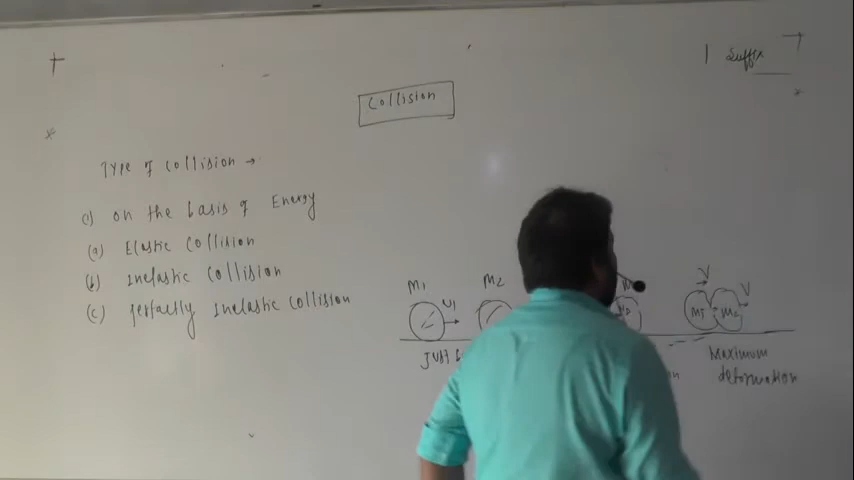 Suffix
Collision
Type of Collision →
on the basis of Energy
(a) Elastic Collision
(b) Inelastic Collision
(c) perfactly Inelastic Collision
M1 M2
U1
V V
Just
Maximum
deformation